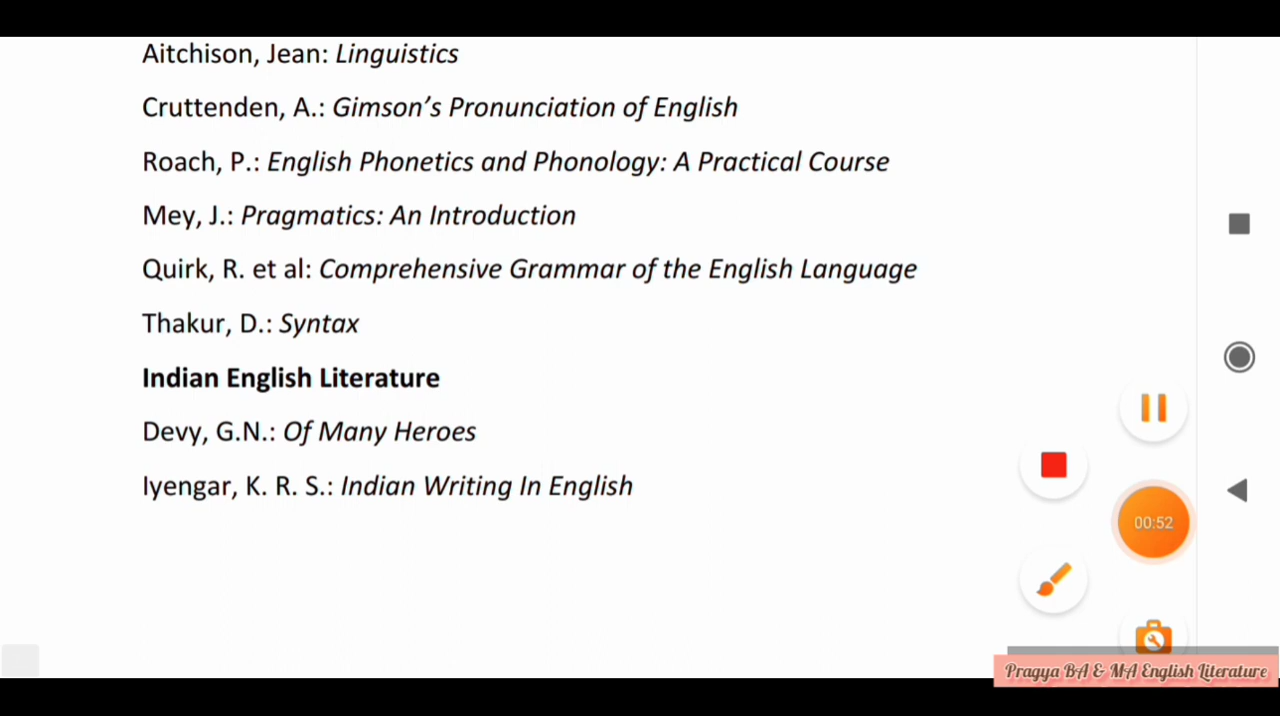 Aitchison, Jean: Linguistics
Cruttenden, A.: Gimson’s Pronunciation of English
Roach, P.: English Phonetics and Phonology: A Practical Course
Mey, J.: Pragmatics: An Introduction
Quirk, R. et al: Comprehensive Grammar of the English Language
Thakur, D.: Syntax
Indian English Literature
Devy, G.N.: Of Many Heroes
Iyengar, K. R. S.: Indian Writing In English
00:52
Pragya BA & MA English Literature